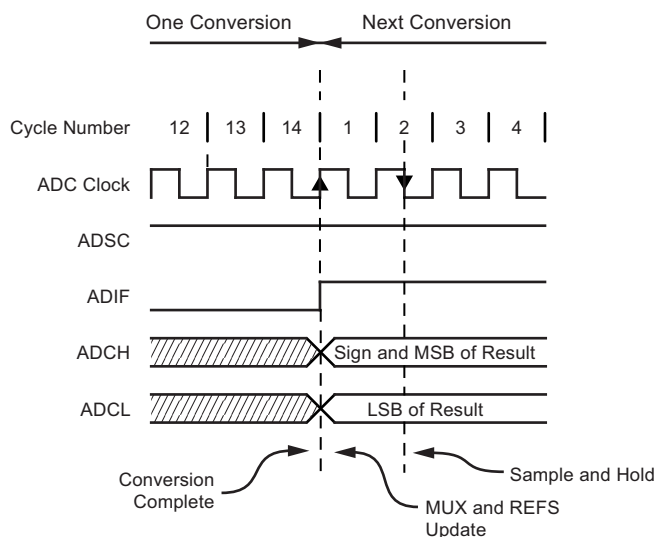 One Conversion Next Conversion
Cycle Number 12 13 14 1 2 3 4
ADC Clock
ADSC
ADIF
ADCH Sign and MSB of Result
ADCL LSB of Result
Conversion
Complete
Sample and Hold
MUX and REFS
Update